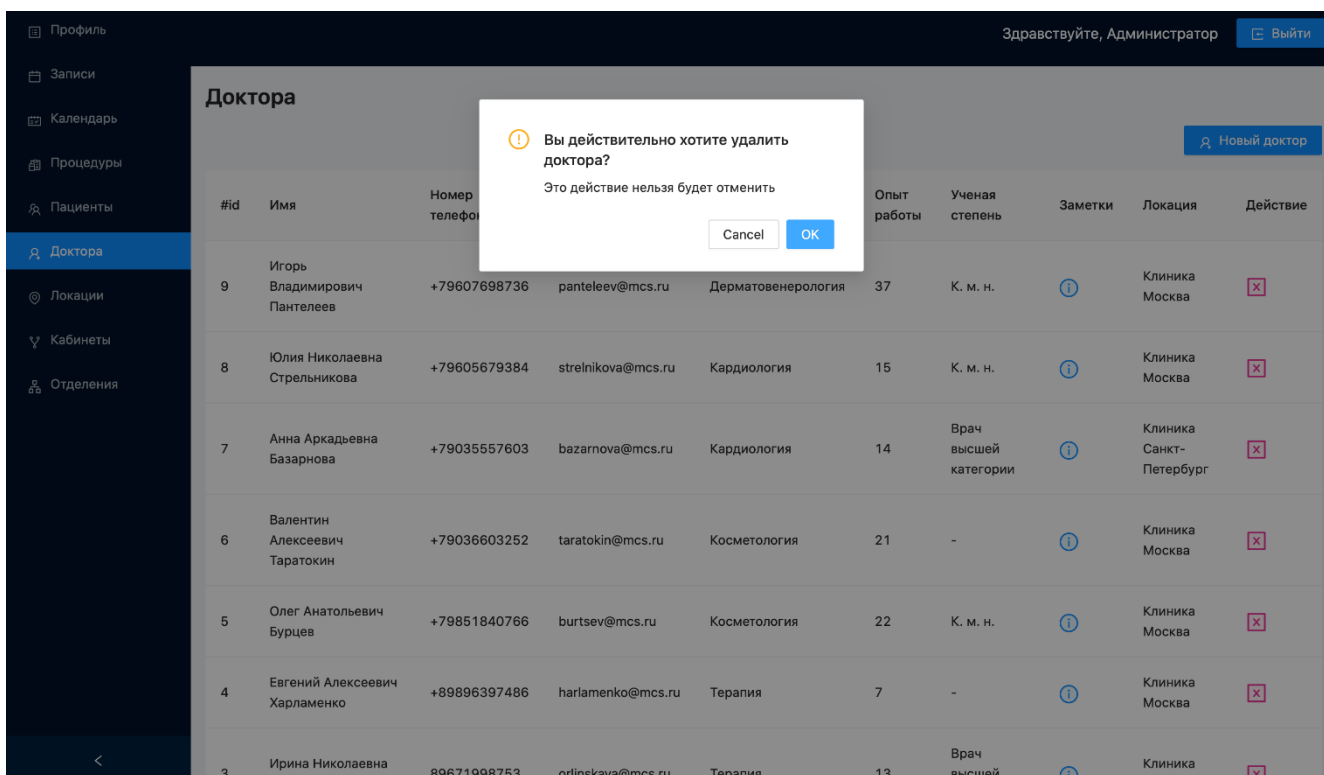 Профиль
Здравствуйте, Администратор
Выйти
Записи
Календарь
Процедуры
Пациенты
Доктора
Локации
Кабинеты
Отделения
Доктора
Вы действительно хотите удалить
доктора?
Это действие нельзя будет отменить
Cancel OK
Новый доктор
#id Имя Номер Опыт работы Ученая степень Заметки Локация Действие
9 Игорь Владимирович Пантелеев +79607698736 panteleev@mcs.ru Дерматовенерология 37 К. м. н. Клиника Москва
8 Юлия Николаевна Стрельникова +79605679384 strelnikova@mcs.ru Кардиология 15 К. м. н. Клиника Москва
7 Анна Аркадьевна Базарнова +79035557603 bazarnova@mcs.ru Кардиология 14 Врач высшей категории Клиника Санкт-Петербург
6 Валентин Алексеевич Таратокин +79036603252 taratokin@mcs.ru Косметология 21 - Клиника Москва
5 Олег Анатольевич Бурцев +79851840766 burtsev@mcs.ru Косметология 22 К. м. н. Клиника Москва
4 Евгений Алексеевич Харламенко +89896397486 harlamenko@mcs.ru Терапия 7 - Клиника Москва
3 Ирина Николаевна 89671998753 orlinskaya@mcs.ru Терапия 13 Врач высшей Клиника